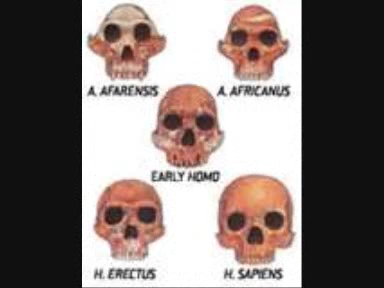 A. AFARENSIS
A. AFRICANUS
EARLY HOMO
H. ERECTUS
H. SAPIENS